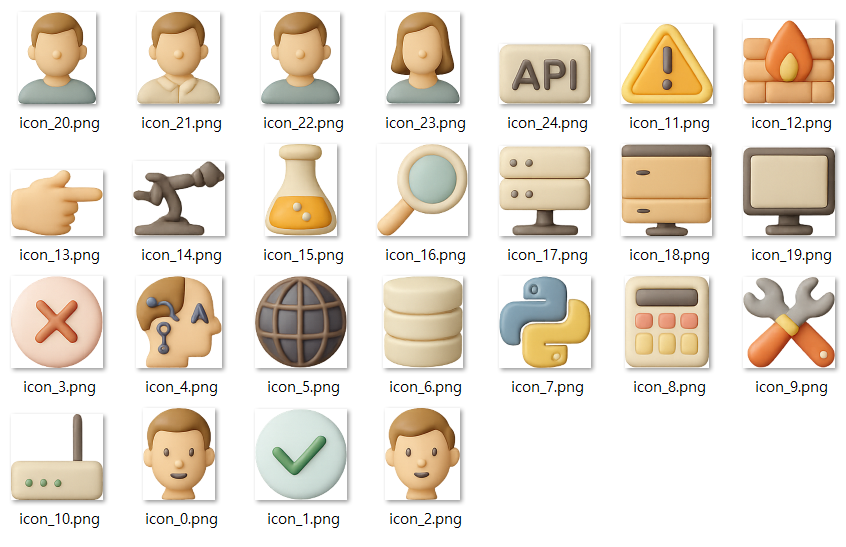 API
icon_20.png icon_21.png icon_22.png icon_23.png icon_24.png icon_11.png icon_12.png
icon_13.png icon_14.png icon_15.png icon_16.png icon_17.png icon_18.png icon_19.png
icon_3.png icon_4.png icon_5.png icon_6.png icon_7.png icon_8.png icon_9.png
icon_10.png icon_0.png icon_1.png icon_2.png